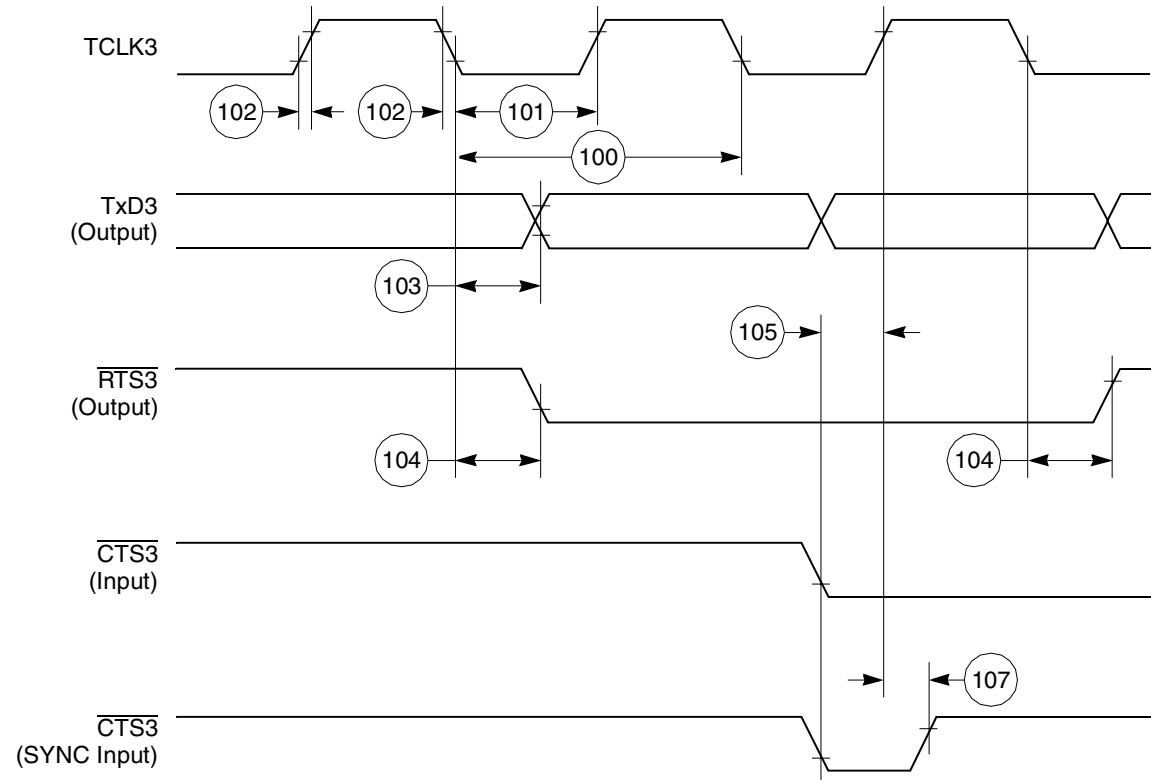 TCLK3
102
102
101
100
TxD3
(Output)
103
105
RTS3
(Output)
104
104
CTS3
(Input)
107
CTS3
(SYNC Input)